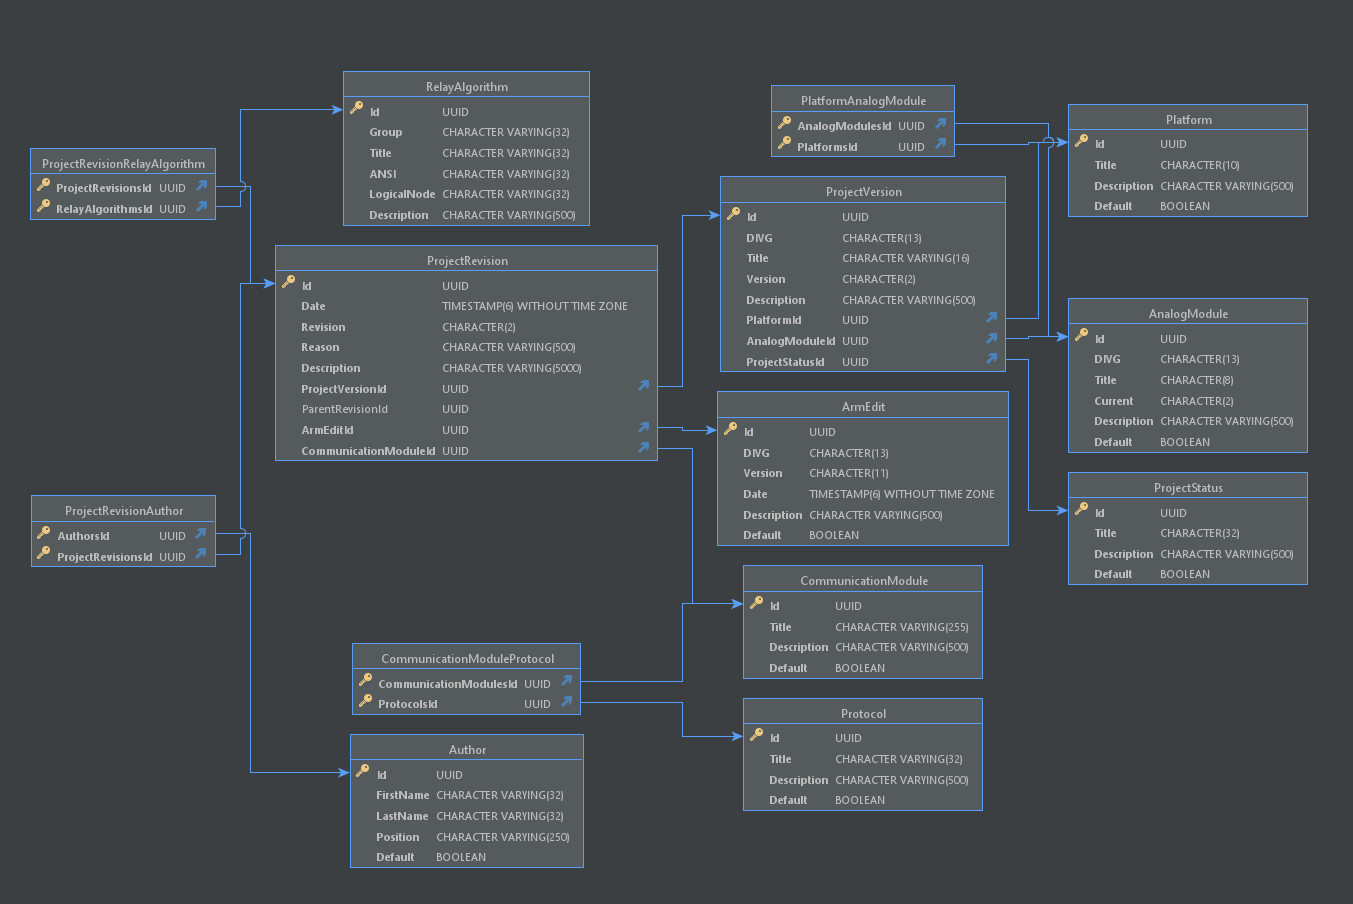 RelayAlgorithm
Id UUID
Group CHARACTER VARYING(32)
Title CHARACTER VARYING(32)
ANSI CHARACTER VARYING(32)
LogicalNode CHARACTER VARYING(32)
Description CHARACTER VARYING(500)
PlatformAnalogModule
AnalogModulesId UUID
PlatformsId UUID
Platform
Id UUID
Title CHARACTER(10)
Description CHARACTER VARYING(500)
Default BOOLEAN
ProjectRevisionRelayAlgorithm
ProjectRevisionsId UUID
RelayAlgorithmsId UUID
ProjectVersion
Id UUID
DIVG CHARACTER(13)
Title CHARACTER VARYING(16)
Version CHARACTER(2)
Description CHARACTER VARYING(500)
PlatformId UUID
AnalogModuleId UUID
ProjectStatusId UUID
ProjectRevision
Id UUID
Date TIMESTAMP(6) WITHOUT TIME ZONE
Revision CHARACTER(2)
Reason CHARACTER VARYING(500)
Description CHARACTER VARYING(5000)
ProjectVersionId UUID
ParentRevisionId UUID
ArmEditId UUID
CommunicationModuleId UUID
AnalogModule
Id UUID
DIVG CHARACTER(13)
Title CHARACTER(8)
Current CHARACTER(2)
Description CHARACTER VARYING(500)
Default BOOLEAN
ArmEdit
Id UUID
DIVG CHARACTER(13)
Version CHARACTER(11)
Date TIMESTAMP(6) WITHOUT TIME ZONE
Description CHARACTER VARYING(500)
Default BOOLEAN
ProjectStatus
Id UUID
Title CHARACTER(32)
Description CHARACTER VARYING(500)
Default BOOLEAN
ProjectRevisionAuthor
AuthorsId UUID
ProjectRevisionsId UUID
CommunicationModule
Id UUID
Title CHARACTER VARYING(255)
Description CHARACTER VARYING(500)
Default BOOLEAN
CommunicationModuleProtocol
CommunicationModulesId UUID
ProtocolsId UUID
Protocol
Id UUID
Title CHARACTER VARYING(32)
Description CHARACTER VARYING(500)
Default BOOLEAN
Author
Id UUID
FirstName CHARACTER VARYING(32)
LastName CHARACTER VARYING(32)
Position CHARACTER VARYING(250)
Default BOOLEAN